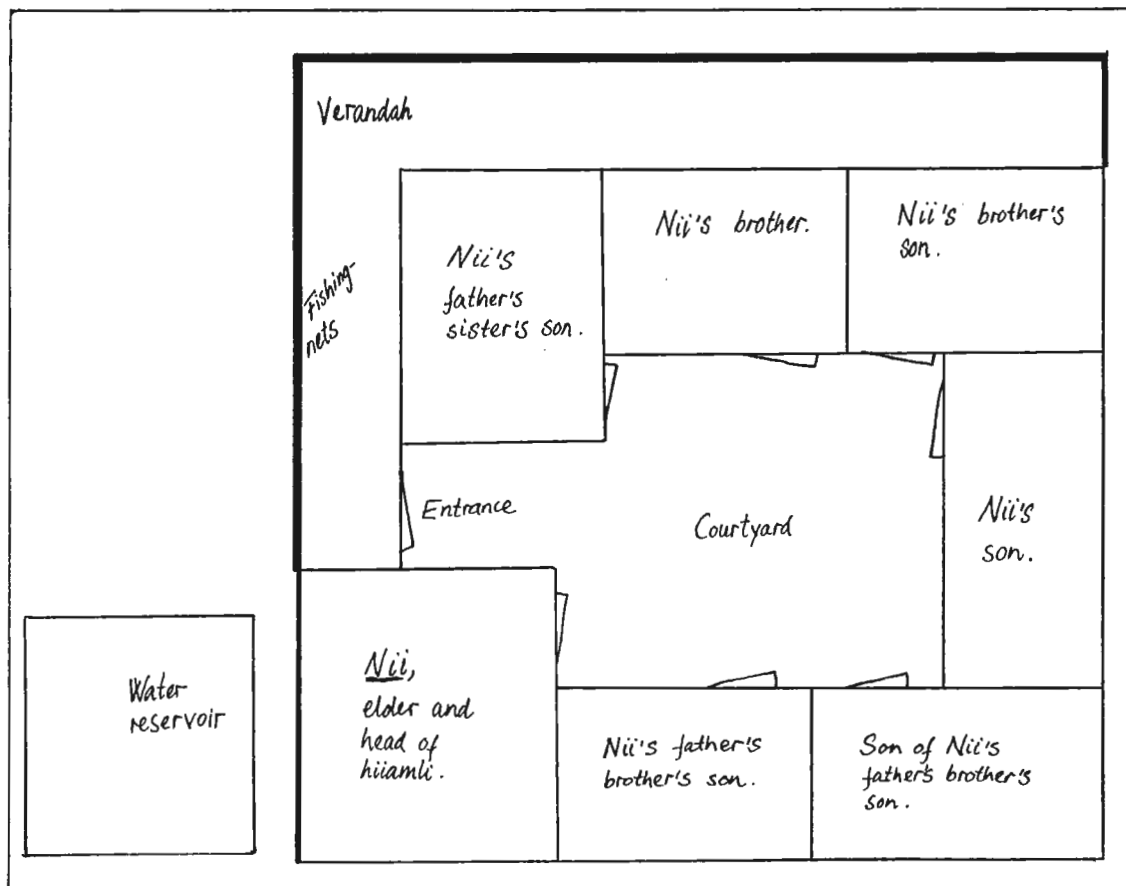 Verandah
Nii's
father's
sister's son.
Nii's brother.
Nii's brother's
son.
Fishing-
nets
Entrance
Courtyard
Nii's
son.
Water
reservoir
Nii,
elder and
head of
hiiamli.
Nii's father's
brother's son.
Son of Nii's
father's brother's
son.